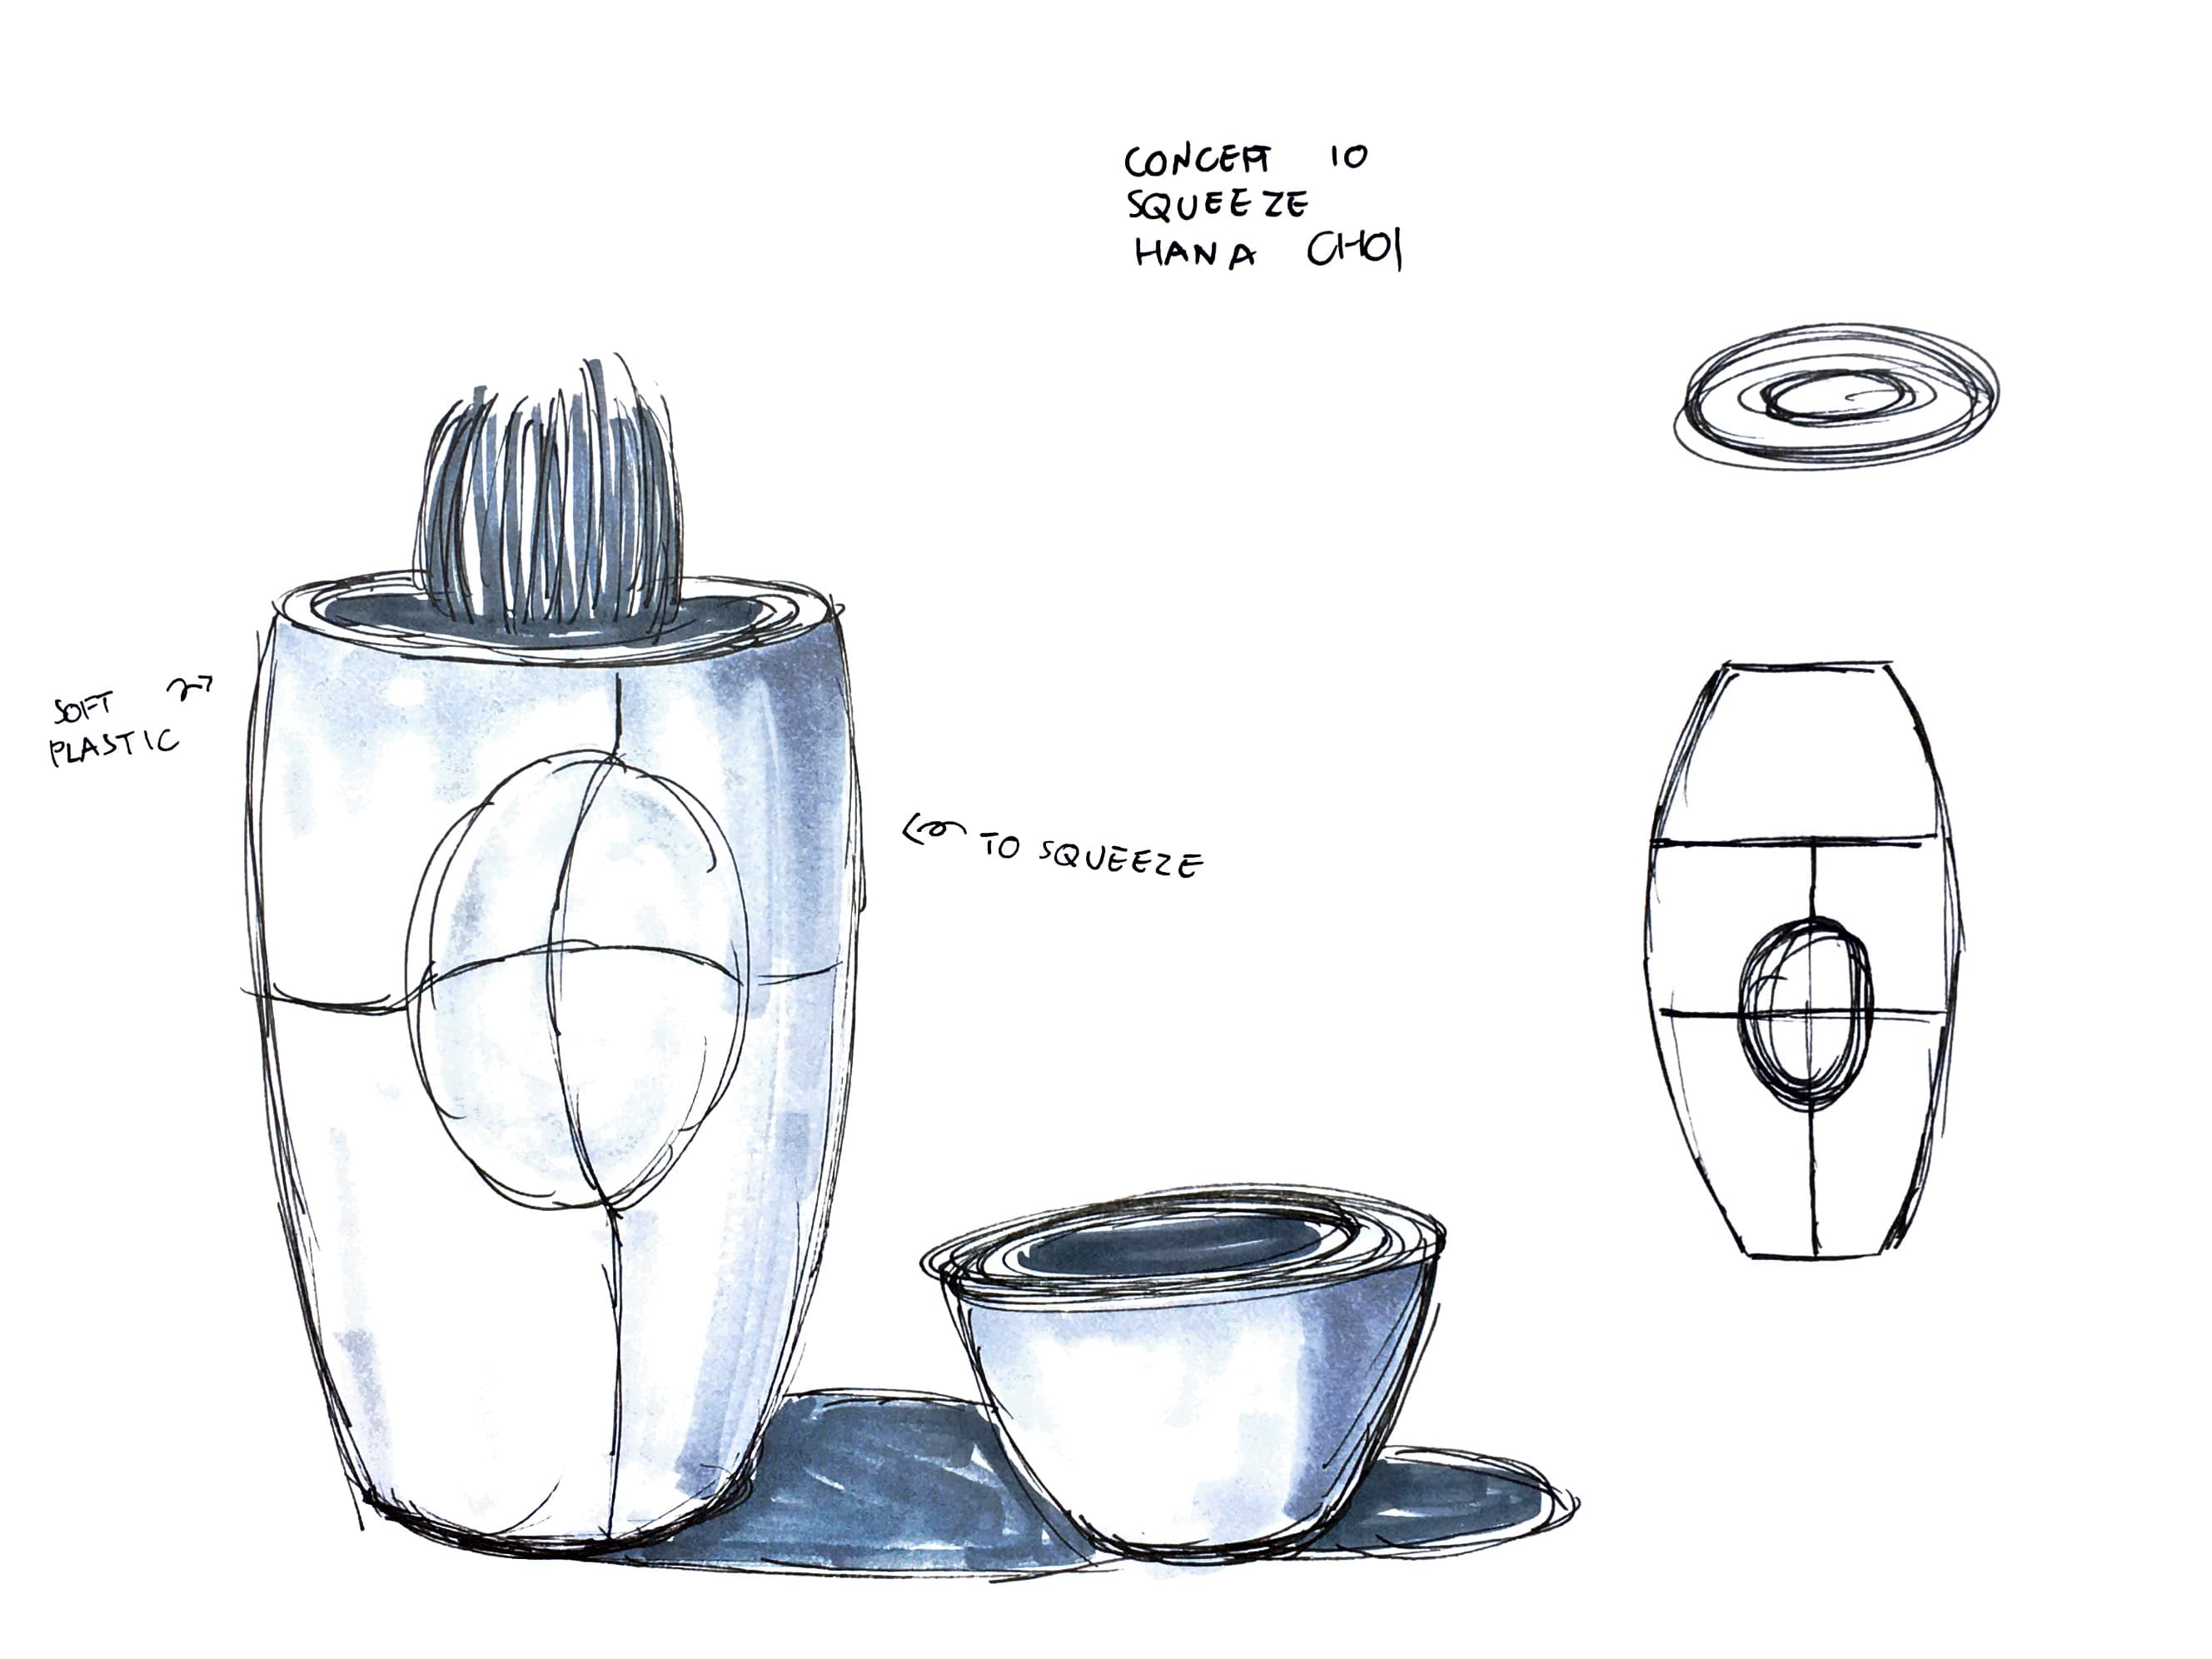 CONCEPT 10
SQUEEZE
HANA CHOI
SOFT
PLASTIC
TO SQUEEZE